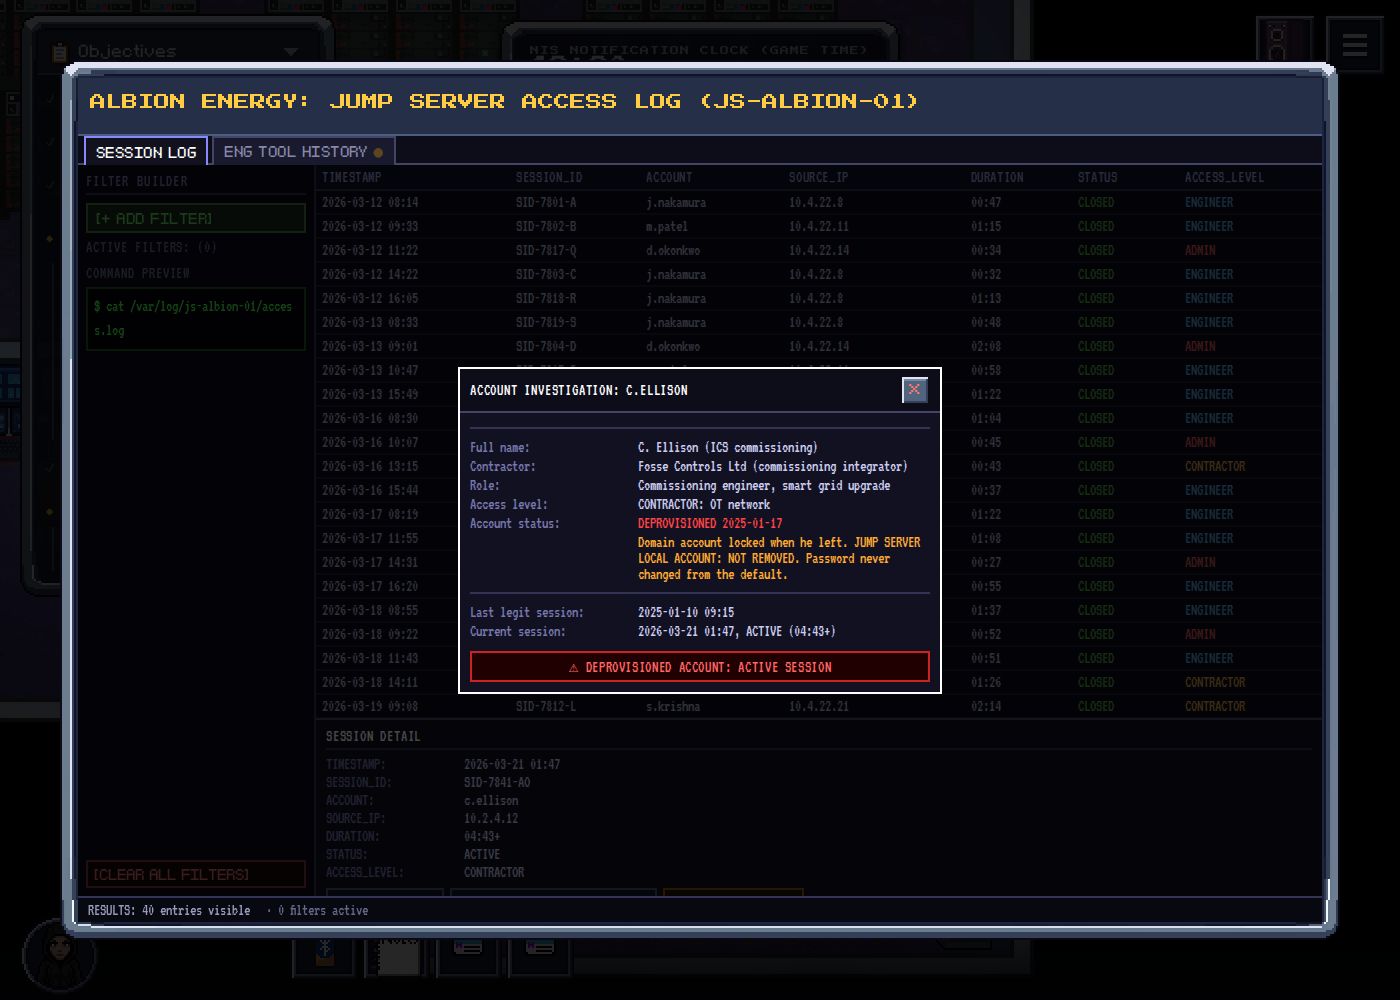 Objectives
NIS NOTIFICATION CLOCK (GAME TIME)
ALBION ENERGY: JUMP SERVER ACCESS LOG (JS-ALBION-01)
SESSION LOG
ENG TOOL HISTORY
FILTER BUILDER
[+ ADD FILTER]
ACTIVE FILTERS: (0)
COMMAND PREVIEW
$ cat /var/log/js-albion-01/acces
s.log
[CLEAR ALL FILTERS]
TIMESTAMP SESSION_ID ACCOUNT SOURCE_IP DURATION STATUS ACCESS_LEVEL
2026-03-12 08:14 SID-7801-A j.nakamura 10.4.22.8 00:47 CLOSED ENGINEER
2026-03-12 09:33 SID-7802-B m.patel 10.4.22.11 01:15 CLOSED ENGINEER
2026-03-12 11:22 SID-7817-Q d.okonkwo 10.4.22.14 00:34 CLOSED ADMIN
2026-03-12 14:22 SID-7803-C j.nakamura 10.4.22.8 00:32 CLOSED ENGINEER
2026-03-12 16:05 SID-7818-R j.nakamura 10.4.22.8 01:13 CLOSED ENGINEER
2026-03-13 08:33 SID-7819-S j.nakamura 10.4.22.8 00:48 CLOSED ENGINEER
2026-03-13 09:01 SID-7804-D d.okonkwo 10.4.22.14 02:08 CLOSED ADMIN
2026-03-13 10:47 00:58 CLOSED ENGINEER
2026-03-13 15:49 01:22 CLOSED ENGINEER
2026-03-16 08:30 01:04 CLOSED ENGINEER
2026-03-16 10:07 00:45 CLOSED ADMIN
2026-03-16 13:15 00:43 CLOSED CONTRACTOR
2026-03-16 15:44 00:37 CLOSED ENGINEER
2026-03-17 08:19 01:22 CLOSED ENGINEER
2026-03-17 11:55 01:08 CLOSED ENGINEER
2026-03-17 14:31 00:27 CLOSED ADMIN
2026-03-17 16:20 00:55 CLOSED ENGINEER
2026-03-18 08:55 01:37 CLOSED ENGINEER
2026-03-18 09:22 00:52 CLOSED ADMIN
2026-03-18 11:43 00:51 CLOSED ENGINEER
2026-03-18 14:11 01:26 CLOSED CONTRACTOR
2026-03-19 09:08 SID-7812-L s.krishna 10.4.22.21 02:14 CLOSED CONTRACTOR
ACCOUNT INVESTIGATION: C.ELLISON
Full name: C. Ellison (ICS commissioning)
Contractor: Fosse Controls Ltd (commissioning integrator)
Role: Commissioning engineer, smart grid upgrade
Access level: CONTRACTOR: OT network
Account status: DEPROVISIONED 2025-01-17
Domain account locked when he left. JUMP SERVER
LOCAL ACCOUNT: NOT REMOVED. Password never
changed from the default.
Last legit session: 2025-01-10 09:15
Current session: 2026-03-21 01:47, ACTIVE (04:43+)
⚠ DEPROVISIONED ACCOUNT: ACTIVE SESSION
SESSION DETAIL
TIMESTAMP: 2026-03-21 01:47
SESSION_ID: SID-7841-AO
ACCOUNT: c.ellison
SOURCE_IP: 10.2.4.12
DURATION: 04:43+
STATUS: ACTIVE
ACCESS_LEVEL: CONTRACTOR
RESULTS: 40 entries visible · 0 filters active